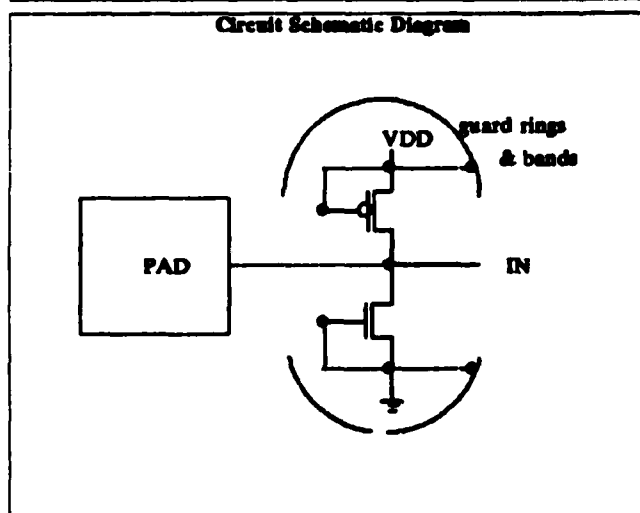 Circuit Schematic Diagram
guard rings
VDD
& bands
PAD
IN